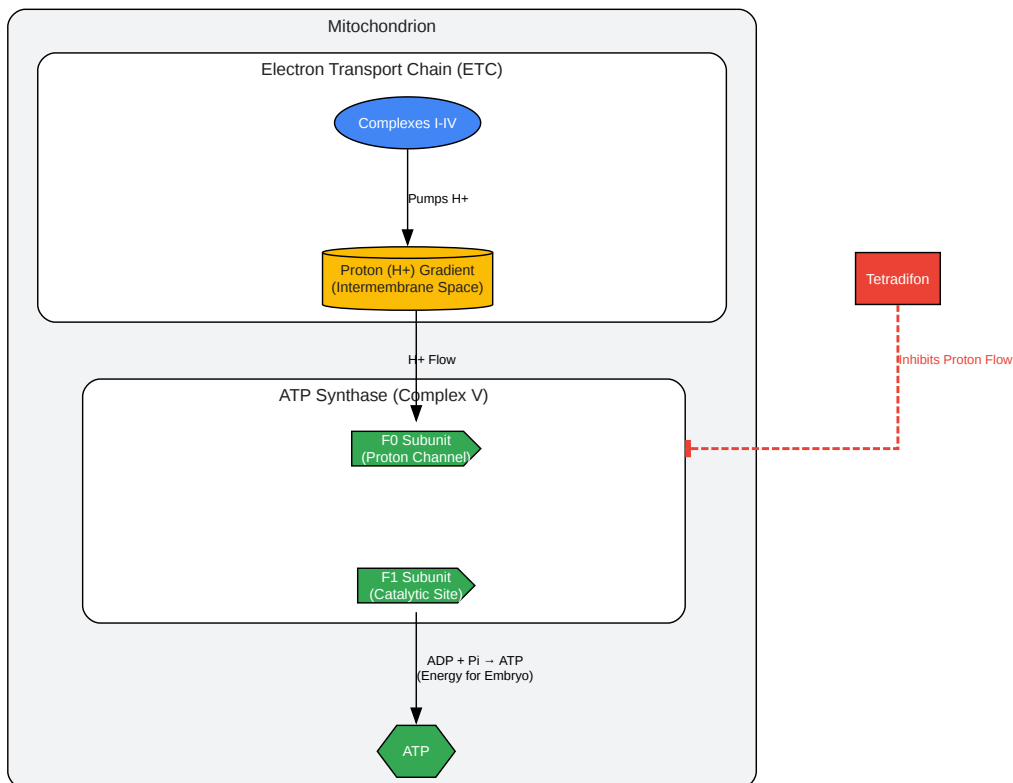 Mitochondrion
Electron Transport Chain (ETC)
Complexes I-IV
Pumps H+
Proton (H+) Gradient
(Intermembrane Space)
Tetradifon
H+ Flow
Inhibits Proton Flow
ATP Synthase (Complex V)
F0 Subunit
(Proton Channel)
F1 Subunit
(Catalytic Site)
ADP + Pi → ATP
(Energy for Embryo)
ATP